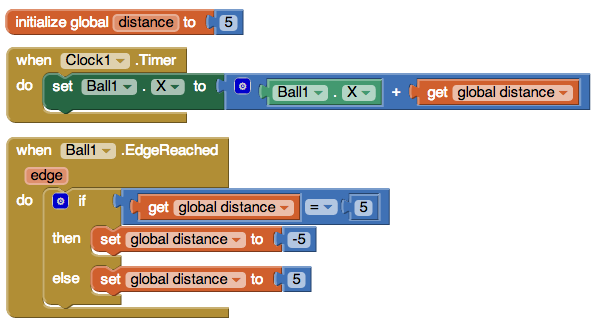 initialize global distance to 5
when Clock1 .Timer
do set Ball1 . X to Ball1 . X + get global distance
when Ball1 .EdgeReached
edge
do if get global distance = 5
then set global distance to -5
else set global distance to 5